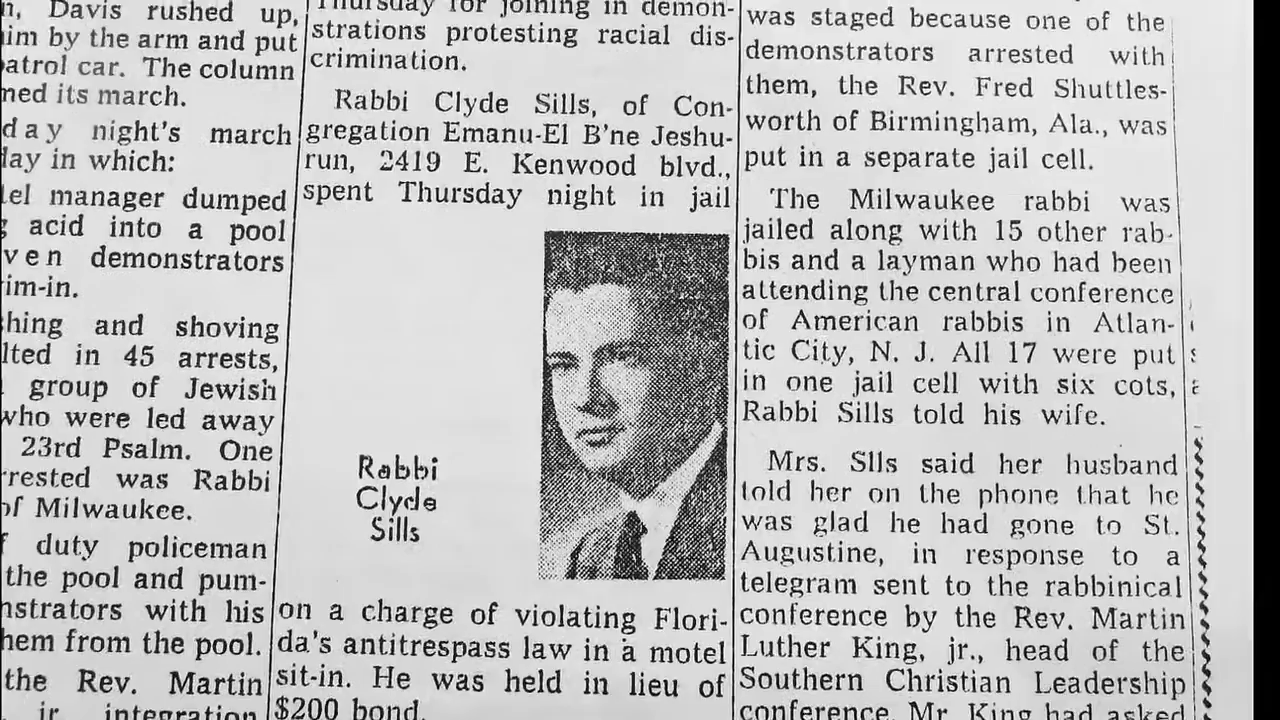 n, Davis rushed up,
im by the arm and put
atrol car. The column
ned its march.
day night's march
lay in which:
el manager dumped
acid into a pool
ven demonstrators
im-in.
hing and shoving
lted in 45 arrests,
group of Jewish
who were led away
23rd Psalm. One
rrested was Rabbi
of Milwaukee.
duty policeman
the pool and pum-
nstrators with his
hem from the pool.
the Rev. Martin
jr., integration
Thursday for joining in demon-
strations protesting racial dis-
crimination.
Rabbi Clyde Sills, of Con-
gregation Emanu-El B'ne Jeshu-
run, 2419 E. Kenwood blvd.,
spent Thursday night in jail
Rabbi
Clyde
Sills
on a charge of violating Flori-
da's antitrespass law in a motel
sit-in. He was held in lieu of
$200 bond.
was staged because one of the
demonstrators arrested with
them, the Rev. Fred Shuttles-
worth of Birmingham, Ala., was
put in a separate jail cell.
The Milwaukee rabbi was
jailed along with 15 other rab-
bis and a layman who had been
attending the central conference
of American rabbis in Atlan-
tic City, N. J. All 17 were put
in one jail cell with six cots,
Rabbi Sills told his wife.
Mrs. Slls said her husband
told her on the phone that he
was glad he had gone to St.
Augustine, in response to a
telegram sent to the rabbinical
conference by the Rev. Martin
Luther King, jr., head of the
Southern Christian Leadership
conference. Mr. King had asked